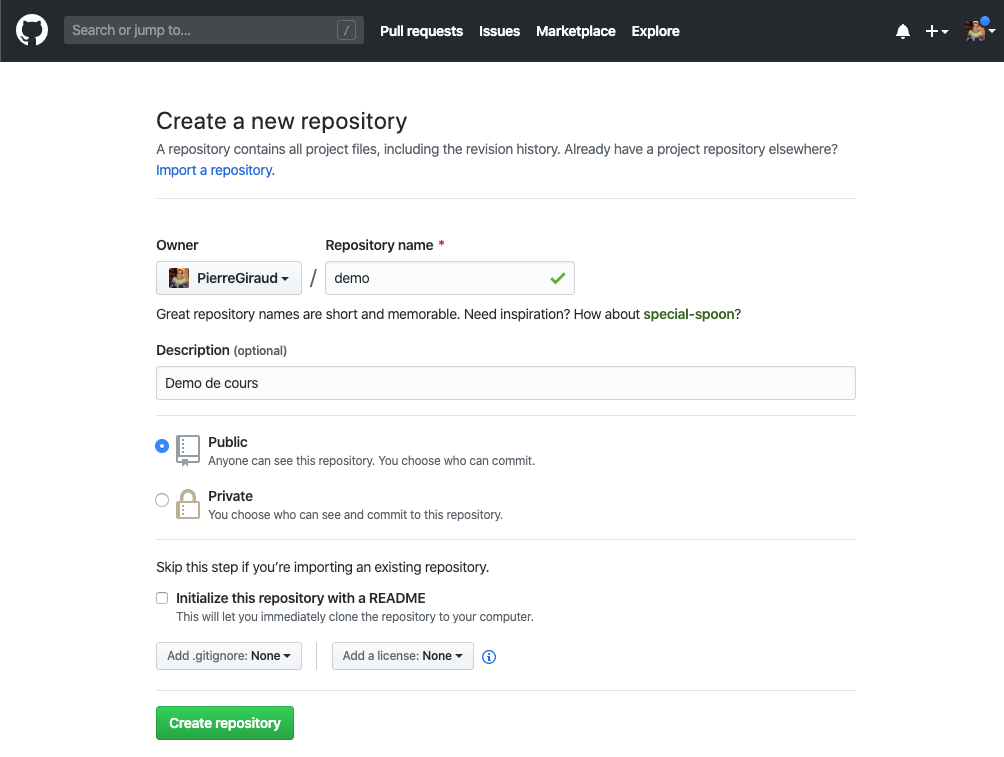 Search or jump to... /
Pull requests Issues Marketplace Explore
Create a new repository
A repository contains all project files, including the revision history. Already have a project repository elsewhere?
Import a repository.
Owner
Repository name *
PierreGiraud / demo
Great repository names are short and memorable. Need inspiration? How about special-spoon?
Description (optional)
Demo de cours
Public
Anyone can see this repository. You choose who can commit.
Private
You choose who can see and commit to this repository.
Skip this step if you’re importing an existing repository.
Initialize this repository with a README
This will let you immediately clone the repository to your computer.
Add .gitignore: None
Add a license: None
Create repository